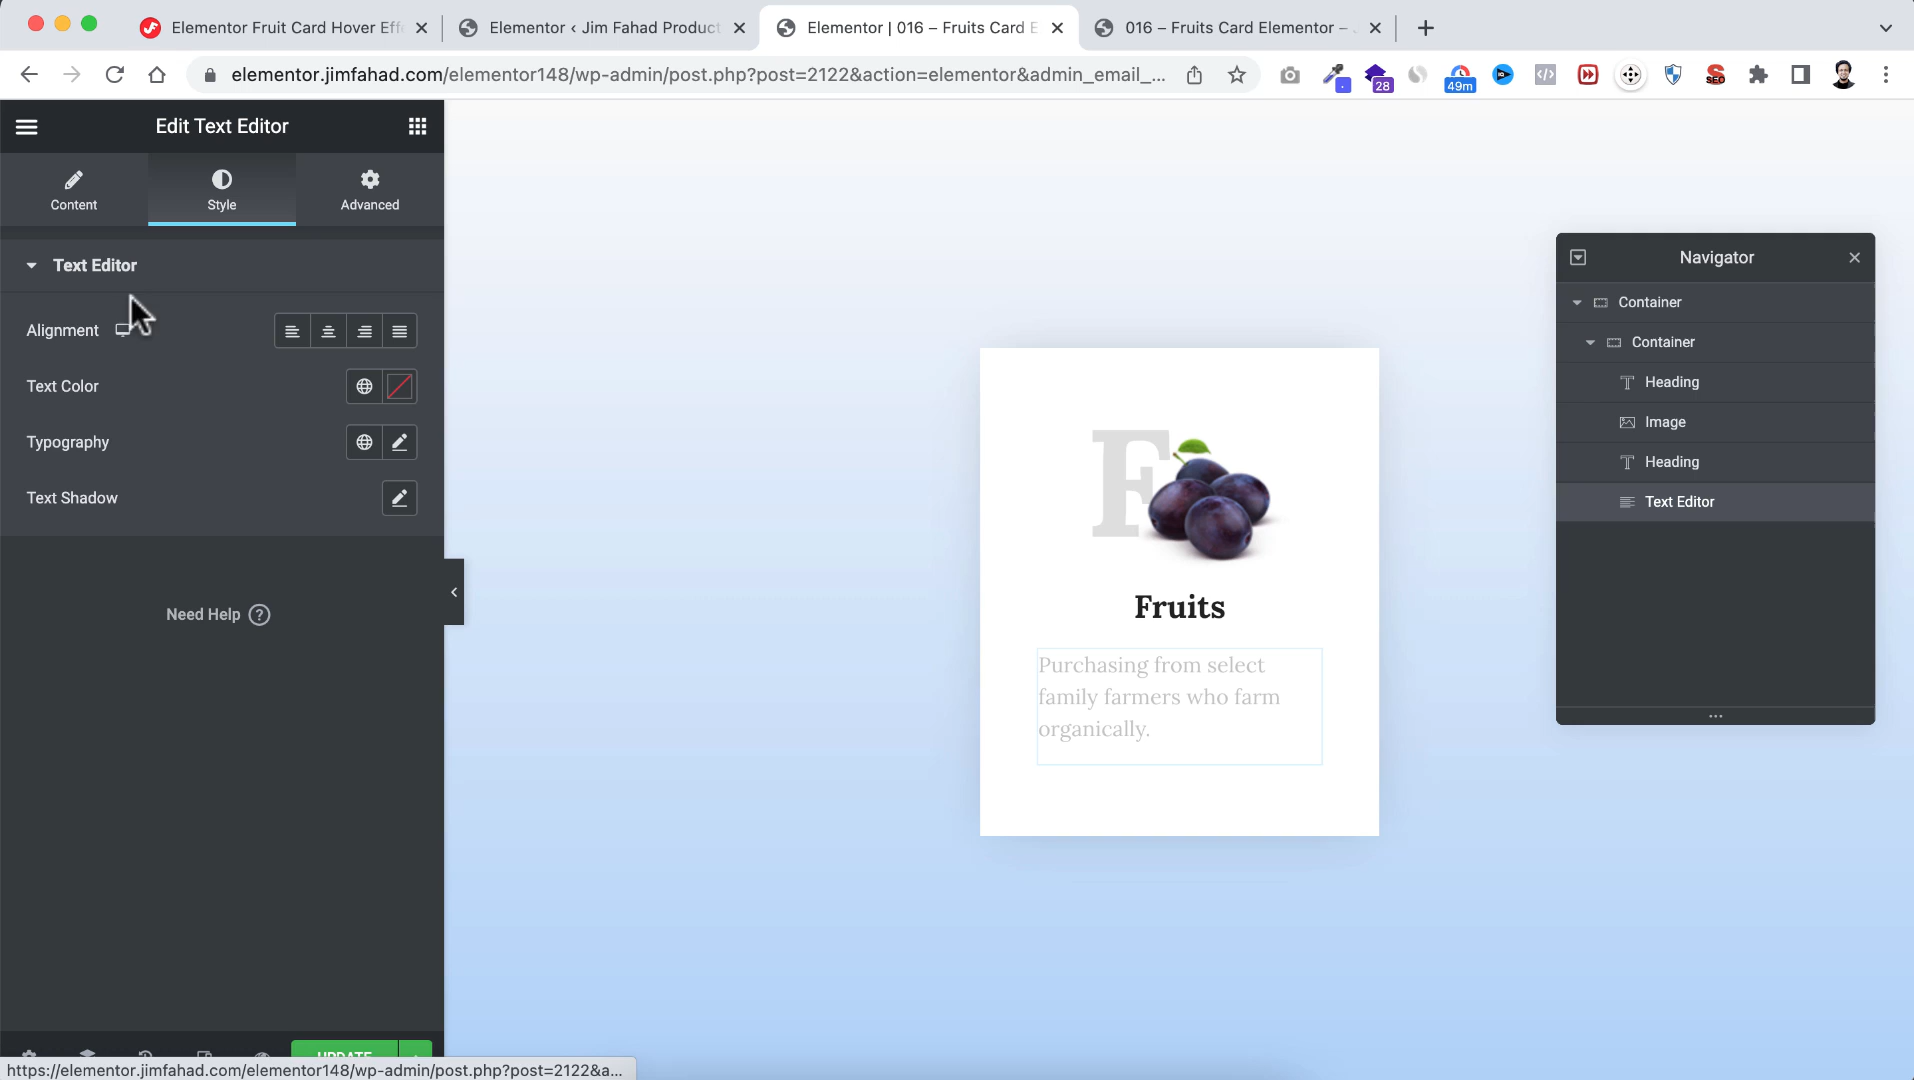 Elementor Fruit Card Hover Eff
Elementor ‹ Jim Fahad Product
Elementor | 016 – Fruits Card E
016 – Fruits Card Elementor –
elementor.jimfahad.com/elementor148/wp-admin/post.php?post=2122&action=elementor&admin_email_...
28
49m
SEO
Edit Text Editor
Content
Style
Advanced
Text Editor
Alignment
Text Color
Typography
Text Shadow
Need Help ?
F
Fruits
Purchasing from select
family farmers who farm
organically.
Navigator
Container
Container
Heading
Image
Heading
Text Editor
UPDATE
https://elementor.jimfahad.com/elementor148/wp-admin/post.php?post=2122&a...